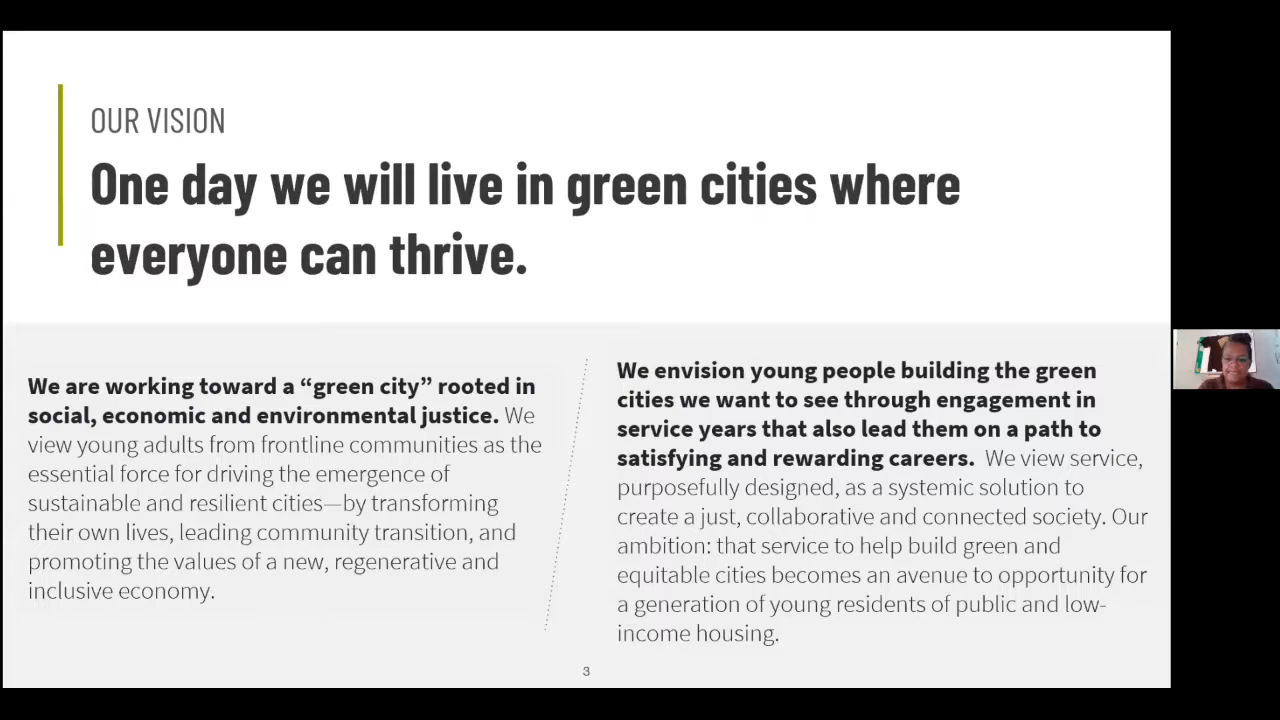 OUR VISION
One day we will live in green cities where
everyone can thrive.
We are working toward a “green city” rooted in
social, economic and environmental justice. We
view young adults from frontline communities as the
essential force for driving the emergence of
sustainable and resilient cities—by transforming
their own lives, leading community transition, and
promoting the values of a new, regenerative and
inclusive economy.
We envision young people building the green
cities we want to see through engagement in
service years that also lead them on a path to
satisfying and rewarding careers. We view service,
purposefully designed, as a systemic solution to
create a just, collaborative and connected society. Our
ambition: that service to help build green and
equitable cities becomes an avenue to opportunity for
a generation of young residents of public and low-
income housing.
3